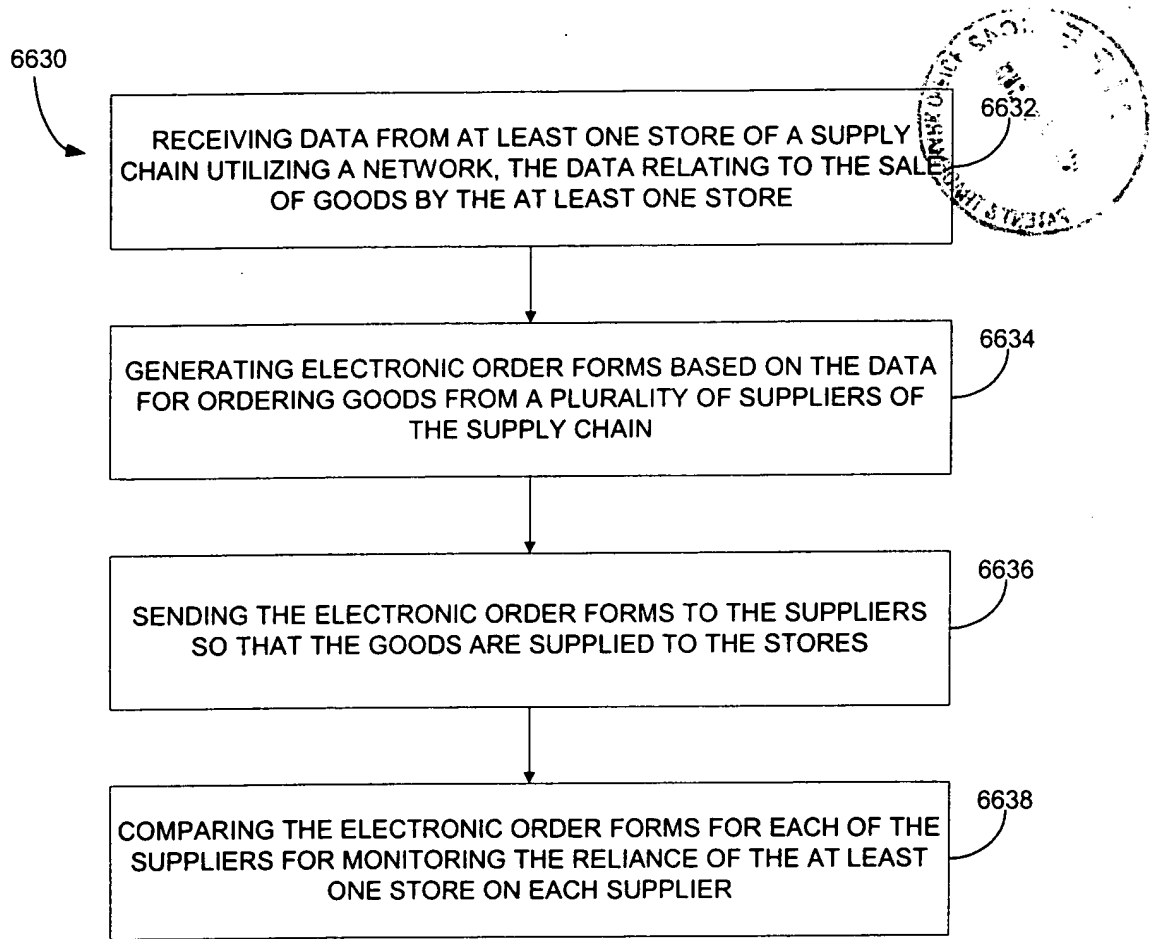 6630
6632
RECEIVING DATA FROM AT LEAST ONE STORE OF A SUPPLY
CHAIN UTILIZING A NETWORK, THE DATA RELATING TO THE SALE
OF GOODS BY THE AT LEAST ONE STORE
6634
GENERATING ELECTRONIC ORDER FORMS BASED ON THE DATA
FOR ORDERING GOODS FROM A PLURALITY OF SUPPLIERS OF
THE SUPPLY CHAIN
6636
SENDING THE ELECTRONIC ORDER FORMS TO THE SUPPLIERS
SO THAT THE GOODS ARE SUPPLIED TO THE STORES
6638
COMPARING THE ELECTRONIC ORDER FORMS FOR EACH OF THE
SUPPLIERS FOR MONITORING THE RELIANCE OF THE AT LEAST
ONE STORE ON EACH SUPPLIER